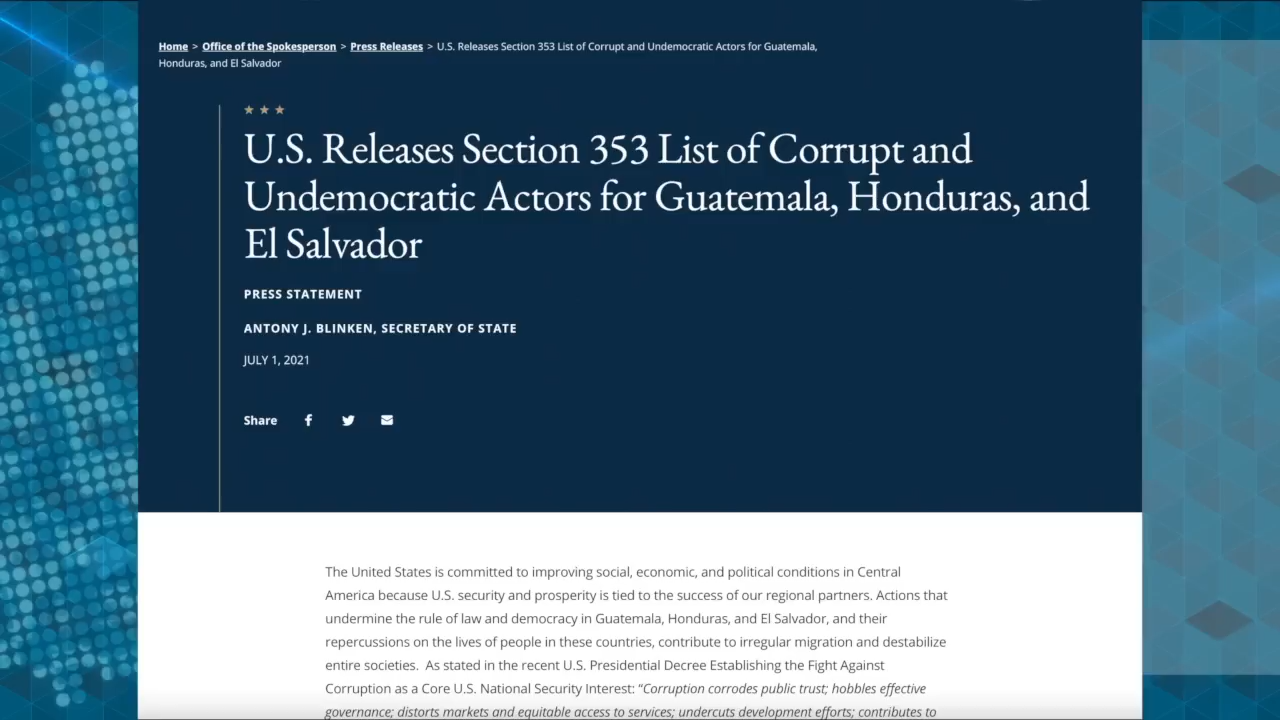 Home > Office of the Spokesperson > Press Releases > U.S. Releases Section 353 List of Corrupt and Undemocratic Actors for Guatemala,
Honduras, and El Salvador
U.S. Releases Section 353 List of Corrupt and
Undemocratic Actors for Guatemala, Honduras, and
El Salvador
PRESS STATEMENT
ANTONY J. BLINKEN, SECRETARY OF STATE
JULY 1, 2021
Share
The United States is committed to improving social, economic, and political conditions in Central
America because U.S. security and prosperity is tied to the success of our regional partners. Actions that
undermine the rule of law and democracy in Guatemala, Honduras, and El Salvador, and their
repercussions on the lives of people in these countries, contribute to irregular migration and destabilize
entire societies. As stated in the recent U.S. Presidential Decree Establishing the Fight Against
Corruption as a Core U.S. National Security Interest: “Corruption corrodes public trust; hobbles effective
governance; distorts markets and equitable access to services; undercuts development efforts; contributes to